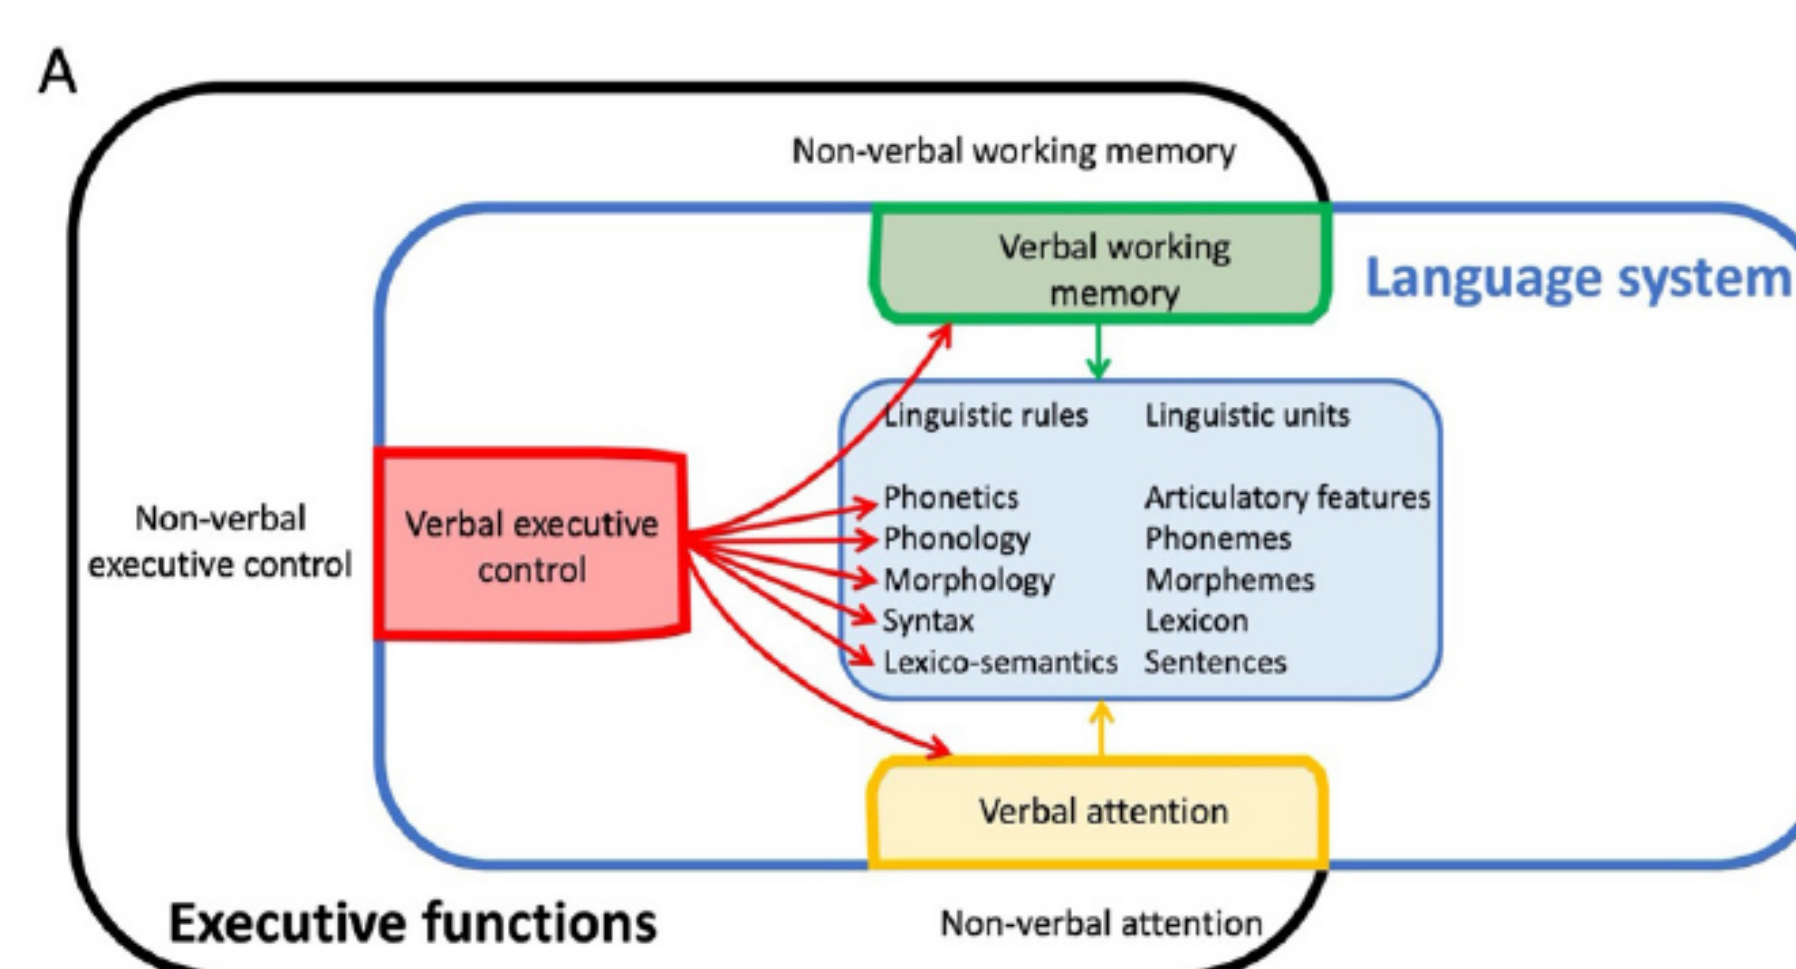 A
Non-verbal working memory
Verbal working
memory
Language system
Linguistic rules Linguistic units
Phonetics Articulatory features
Phonology Phonemes
Morphology Morphemes
Syntax Lexicon
Lexico-semantics Sentences
Non-verbal
executive control
Verbal executive
control
Verbal attention
Executive functions
Non-verbal attention